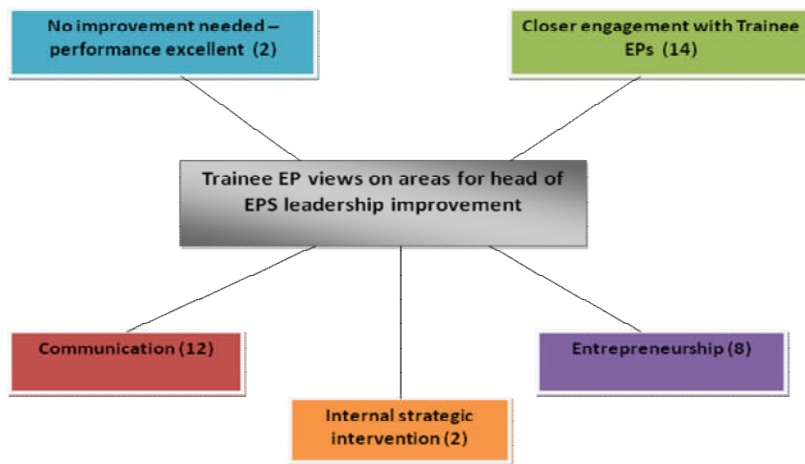 No improvement needed –
performance excellent (2)
Closer engagement with Trainee
EPs (14)
Trainee EP views on areas for head of
EPS leadership improvement
Communication (12)
Entrepreneurship (8)
Internal strategic
intervention (2)